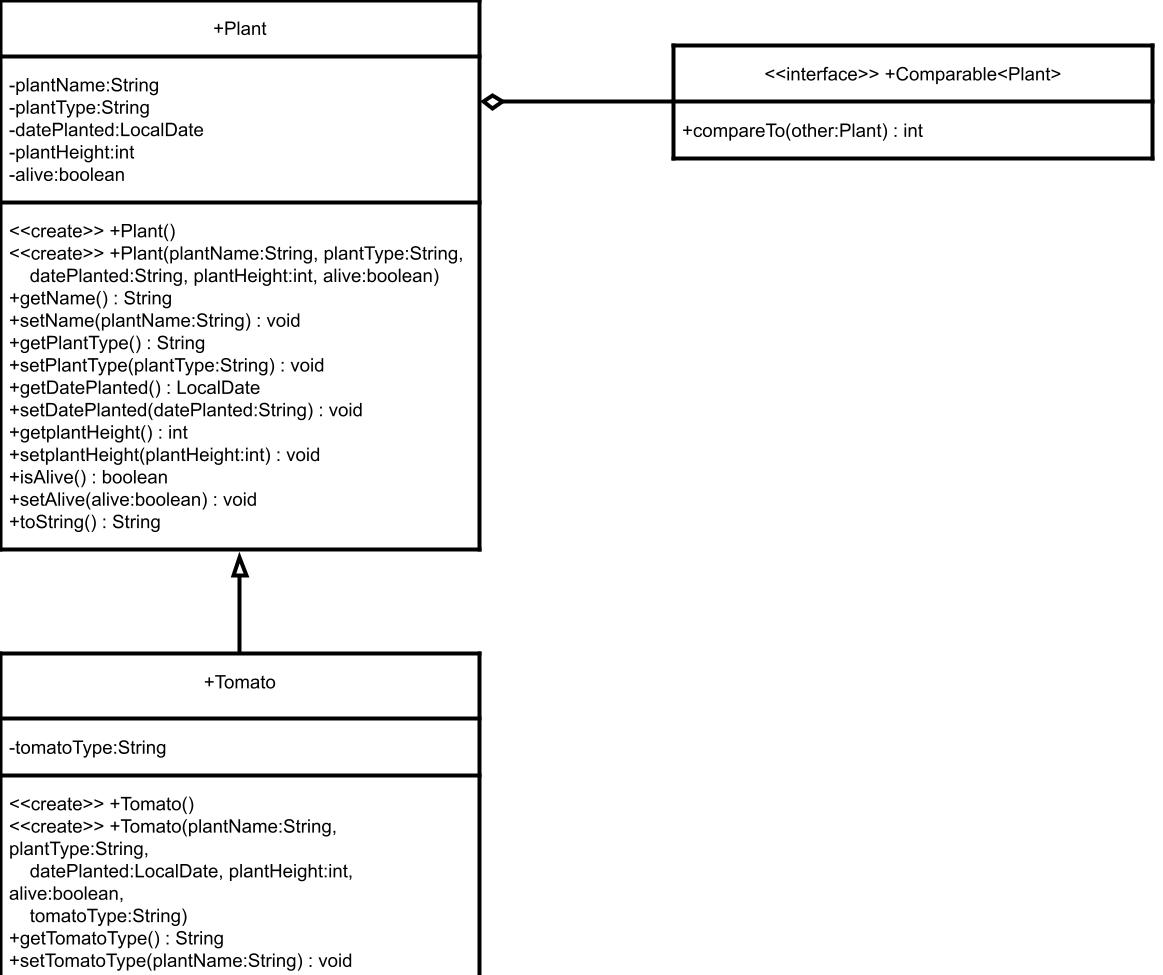 +Plant
-plantName:String
-plantType:String
-datePlanted:LocalDate
-plantHeight:int
-alive:boolean
<<create>> +Plant()
<<create>> +Plant(plantName:String, plantType:String,
datePlanted:String, plantHeight:int, alive:boolean)
+getName() : String
+setName(plantName:String) : void
+getPlantType() : String
+setPlantType(plantType:String) : void
+getDatePlanted() : LocalDate
+setDatePlanted(datePlanted:String) : void
+getplantHeight() : int
+setplantHeight(plantHeight:int) : void
+isAlive() : boolean
+setAlive(alive:boolean) : void
+toString() : String
<<interface>> +Comparable<Plant>
+compareTo(other:Plant) : int
+Tomato
-tomatoType:String
<<create>> +Tomato()
<<create>> +Tomato(plantName:String,
plantType:String,
datePlanted:LocalDate, plantHeight:int,
alive:boolean,
tomatoType:String)
+getTomatoType() : String
+setTomatoType(plantName:String) : void